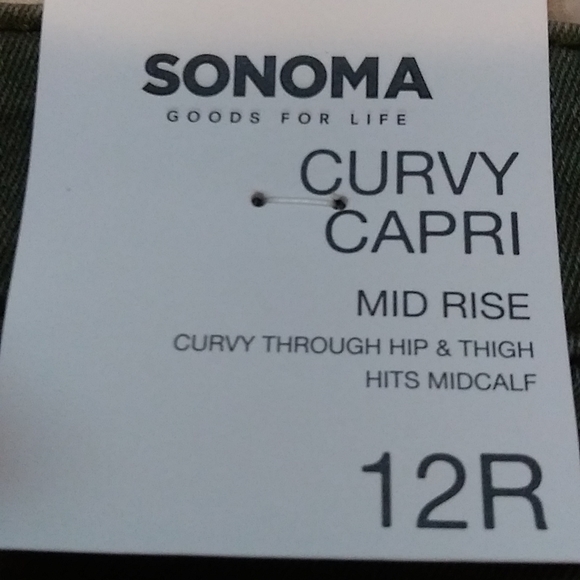 SONOMA
GOODS FOR LIFE
CURVY
CAPRI
MID RISE
CURVY THROUGH HIP & THIGH
HITS MIDCALF
12R